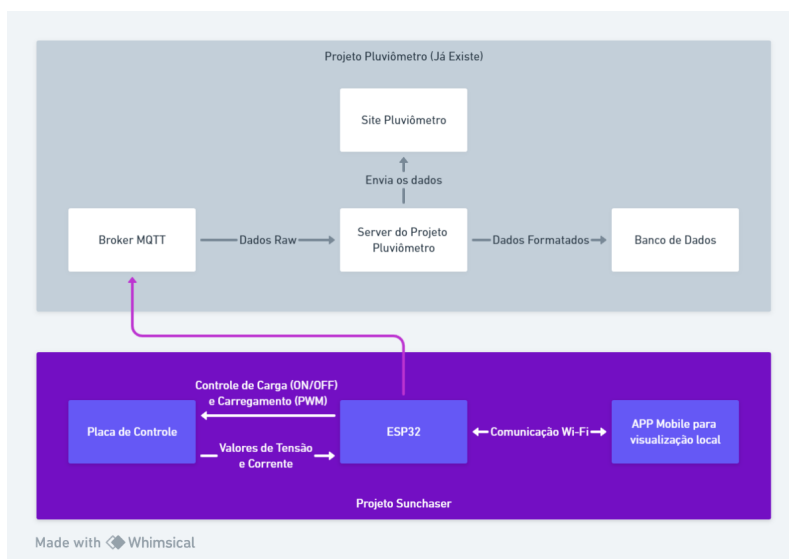 Projeto Pluviômetro (Já Existe)
Site Pluviômetro
Envia os dados
Broker MQTT
Dados Raw
Server do Projeto
Pluviômetro
Dados Formatados
Banco de Dados
Controle de Carga (ON/OFF)
e Carregamento (PWM)
Placa de Controle
Valores de Tensão
e Corrente
ESP32
Comunicação Wi-Fi
APP Mobile para
visualização local
Projeto Sunchaser
Made with Whimsical